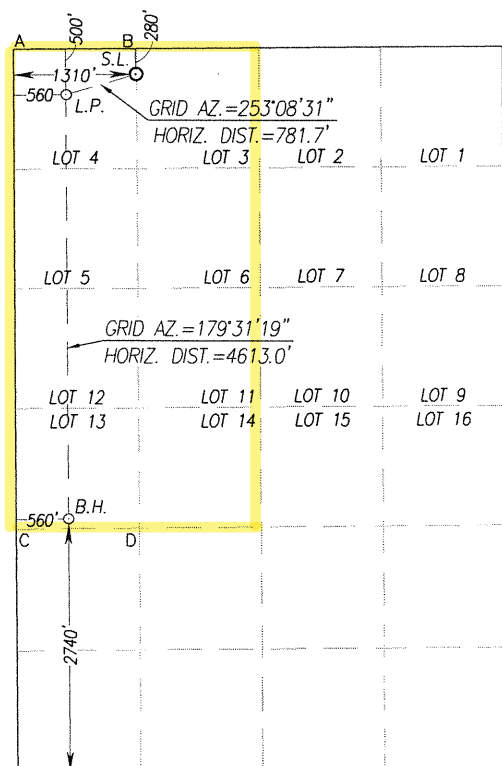 A
500'
B
280'
S.L.
1310'
560'
L.P.
GRID AZ.=253°08'31"
HORIZ. DIST.=781.7'
LOT 4
LOT 3
LOT 2
LOT 1
LOT 5
LOT 6
LOT 7
LOT 8
GRID AZ.=179°31'19"
HORIZ. DIST.=4613.0'
LOT 12
LOT 11
LOT 10
LOT 9
LOT 13
LOT 14
LOT 15
LOT 16
560'
B.H.
C
D
2740'